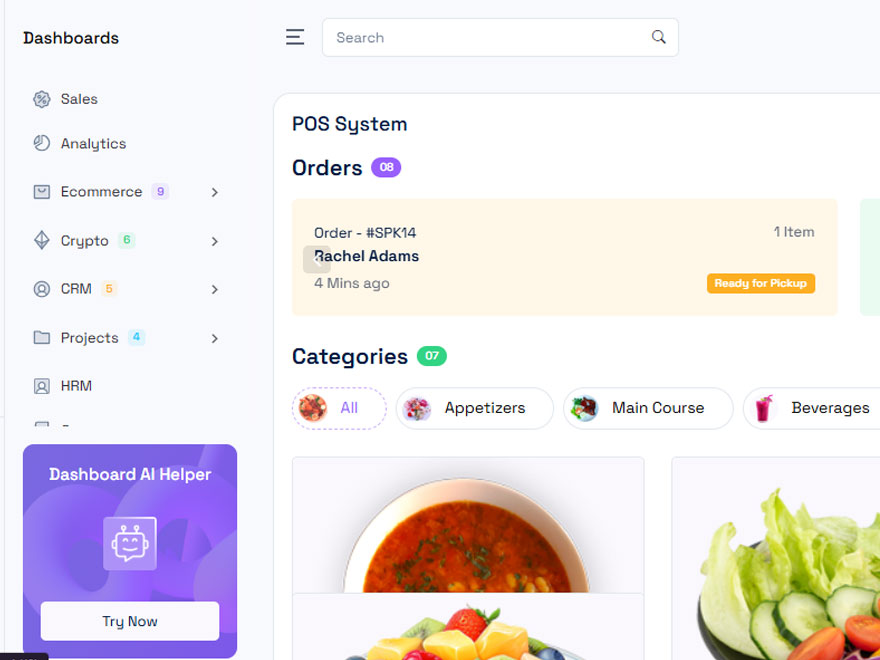 Dashboards
Search
Sales
Analytics
Ecommerce 9
Crypto 6
CRM 5
Projects 4
HRM
Dashboard AI Helper
Try Now
POS System
Orders 08
Order - #SPK14
1 Item
Rachel Adams
4 Mins ago
Ready for Pickup
Categories 07
All
Appetizers
Main Course
Beverages